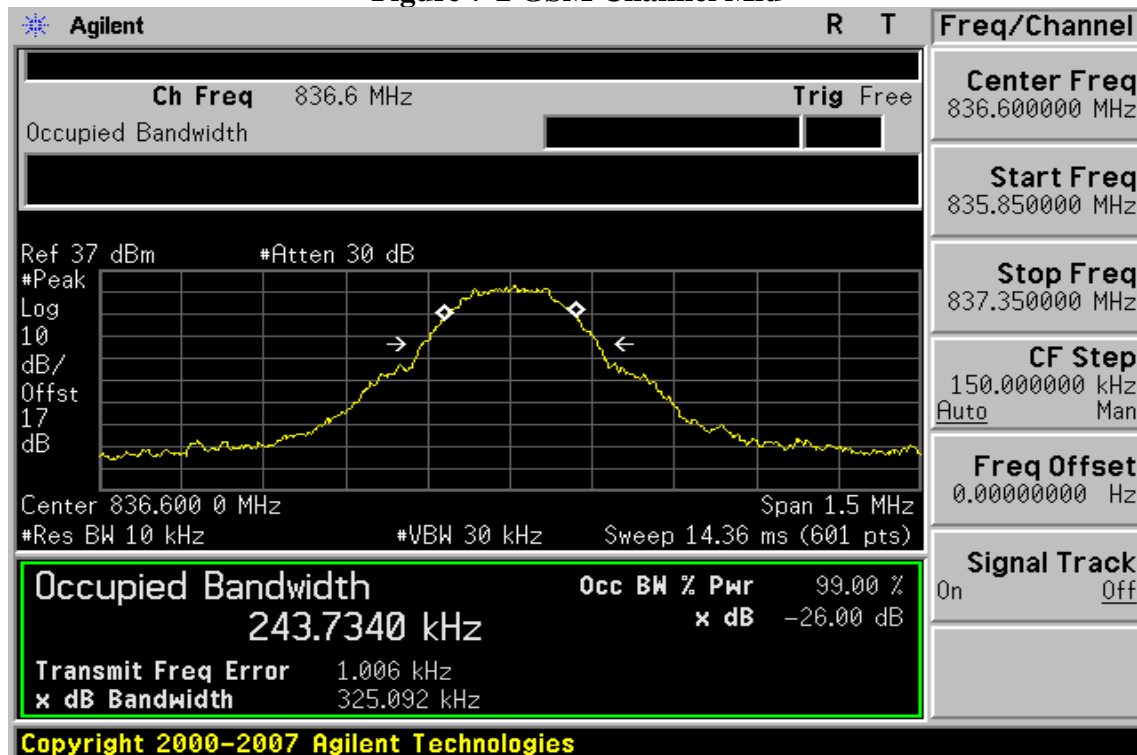 Agilent R T
Freq/Channel
Ch Freq 836.6 MHz Trig Free
Occupied Bandwidth
Center Freq
836.600000 MHz
Start Freq
835.850000 MHz
Stop Freq
837.350000 MHz
CF Step
150.000000 kHz
Auto Man
Freq Offset
0.00000000 Hz
Signal Track
On Off
Ref 37 dBm #Atten 30 dB
#Peak
Log
10
dB/
Offst
17
dB
Center 836.600 0 MHz Span 1.5 MHz
#Res BW 10 kHz #VBW 30 kHz Sweep 14.36 ms (601 pts)
Occupied Bandwidth
243.7340 kHz
Occ BW % Pwr 99.00 %
x dB -26.00 dB
Transmit Freq Error 1.006 kHz
x dB Bandwidth 325.092 kHz
Copyright 2000-2007 Agilent Technologies